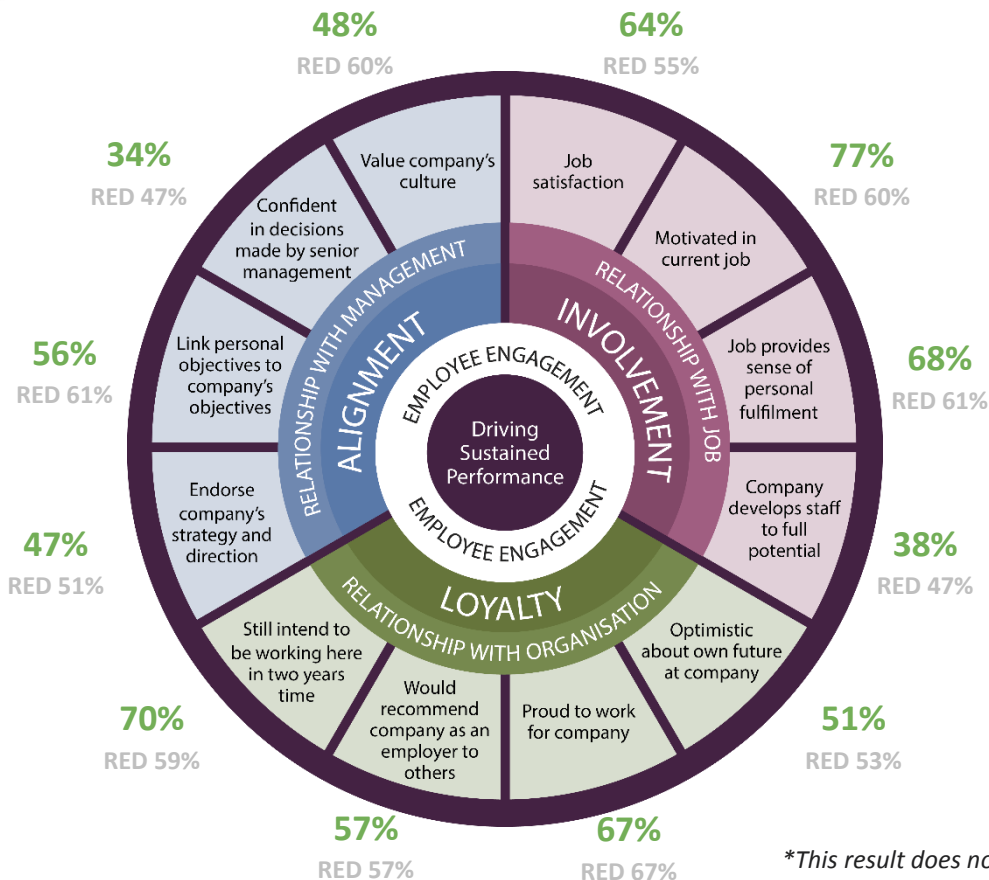 48%
RED 60%
64%
RED 55%
34%
RED 47%
77%
RED 60%
Value company's
culture
Job
satisfaction
Confident
in decisions
made by senior
management
Motivated in
current job
Link personal
objectives to
company's
objectives
Job provides
sense of
personal
fulfilment
56%
RED 61%
68%
RED 61%
RELATIONSHIP WITH MANAGEMENT
ALIGNMENT
RELATIONSHIP WITH JOB
INVOLVEMENT
EMPLOYEE ENGAGEMENT
Driving
Sustained
Performance
EMPLOYEE ENGAGEMENT
Endorse
company's
strategy and
direction
Company
develops staff
to full
potential
47%
RED 51%
38%
RED 47%
LOYALTY
RELATIONSHIP WITH ORGANISATION
Still intend to
be working here
in two years
time
Would
recommend
company as an
employer to
others
Proud to work
for company
Optimistic
about own future
at company
70%
RED 59%
51%
RED 53%
57%
RED 57%
67%
RED 67%
*This result does no